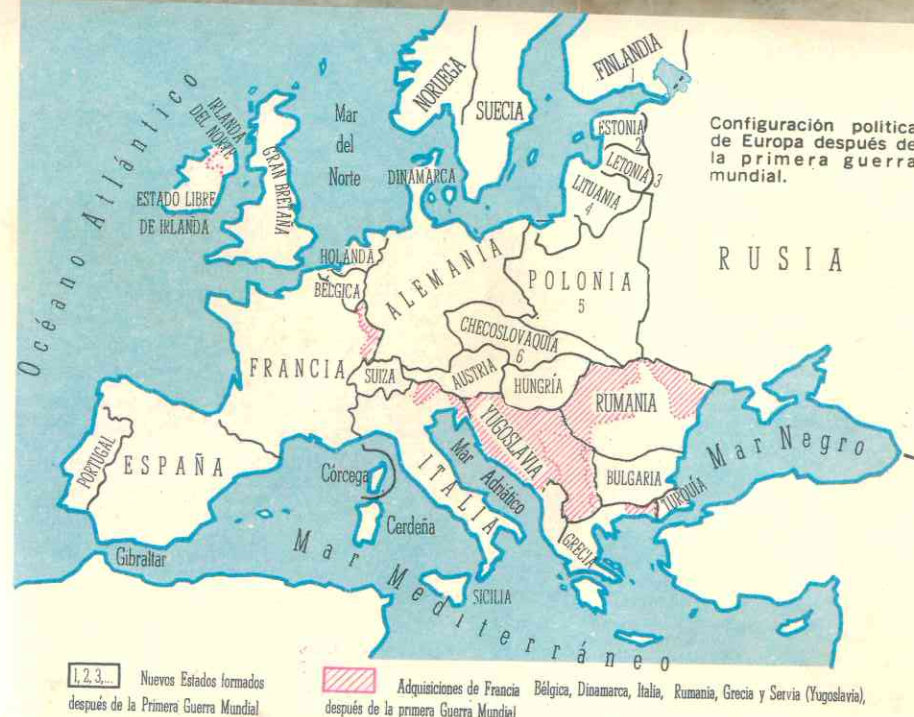 Configuración política
de Europa después de
la primera guerra
mundial.
Océano Atlántico
IRLANDA
DEL NORTE
ESTADO LIBRE
DE IRLANDA
GRAN BRETAÑA
Mar
del
Norte
NORUEGA
SUECIA
FINLANDIA
1
ESTONIA
2
LETONIA 3
LITUANIA
4
DINAMARCA
HOLANDA
BÉLGICA
ALEMANIA
POLONIA
5
RUSIA
CHECOSLOVAQUÍA
6
FRANCIA
SUIZA
AUSTRIA
HUNGRÍA
RUMANIA
YUGOSLAVIA
BULGARIA
Mar Negro
TURQUÍA
GRECIA
PORTUGAL
ESPAÑA
Córcega
ITALIA
Mar Adriático
Cerdeña
Gibraltar
SICILIA
Mar Mediterráneo
1, 2, 3,... Nuevos Estados formados
después de la Primera Guerra Mundial
Adquisiciones de Francia Bélgica, Dinamarca, Italia, Rumania, Grecia y Servia (Yugoslavia),
después de la primera Guerra Mundial